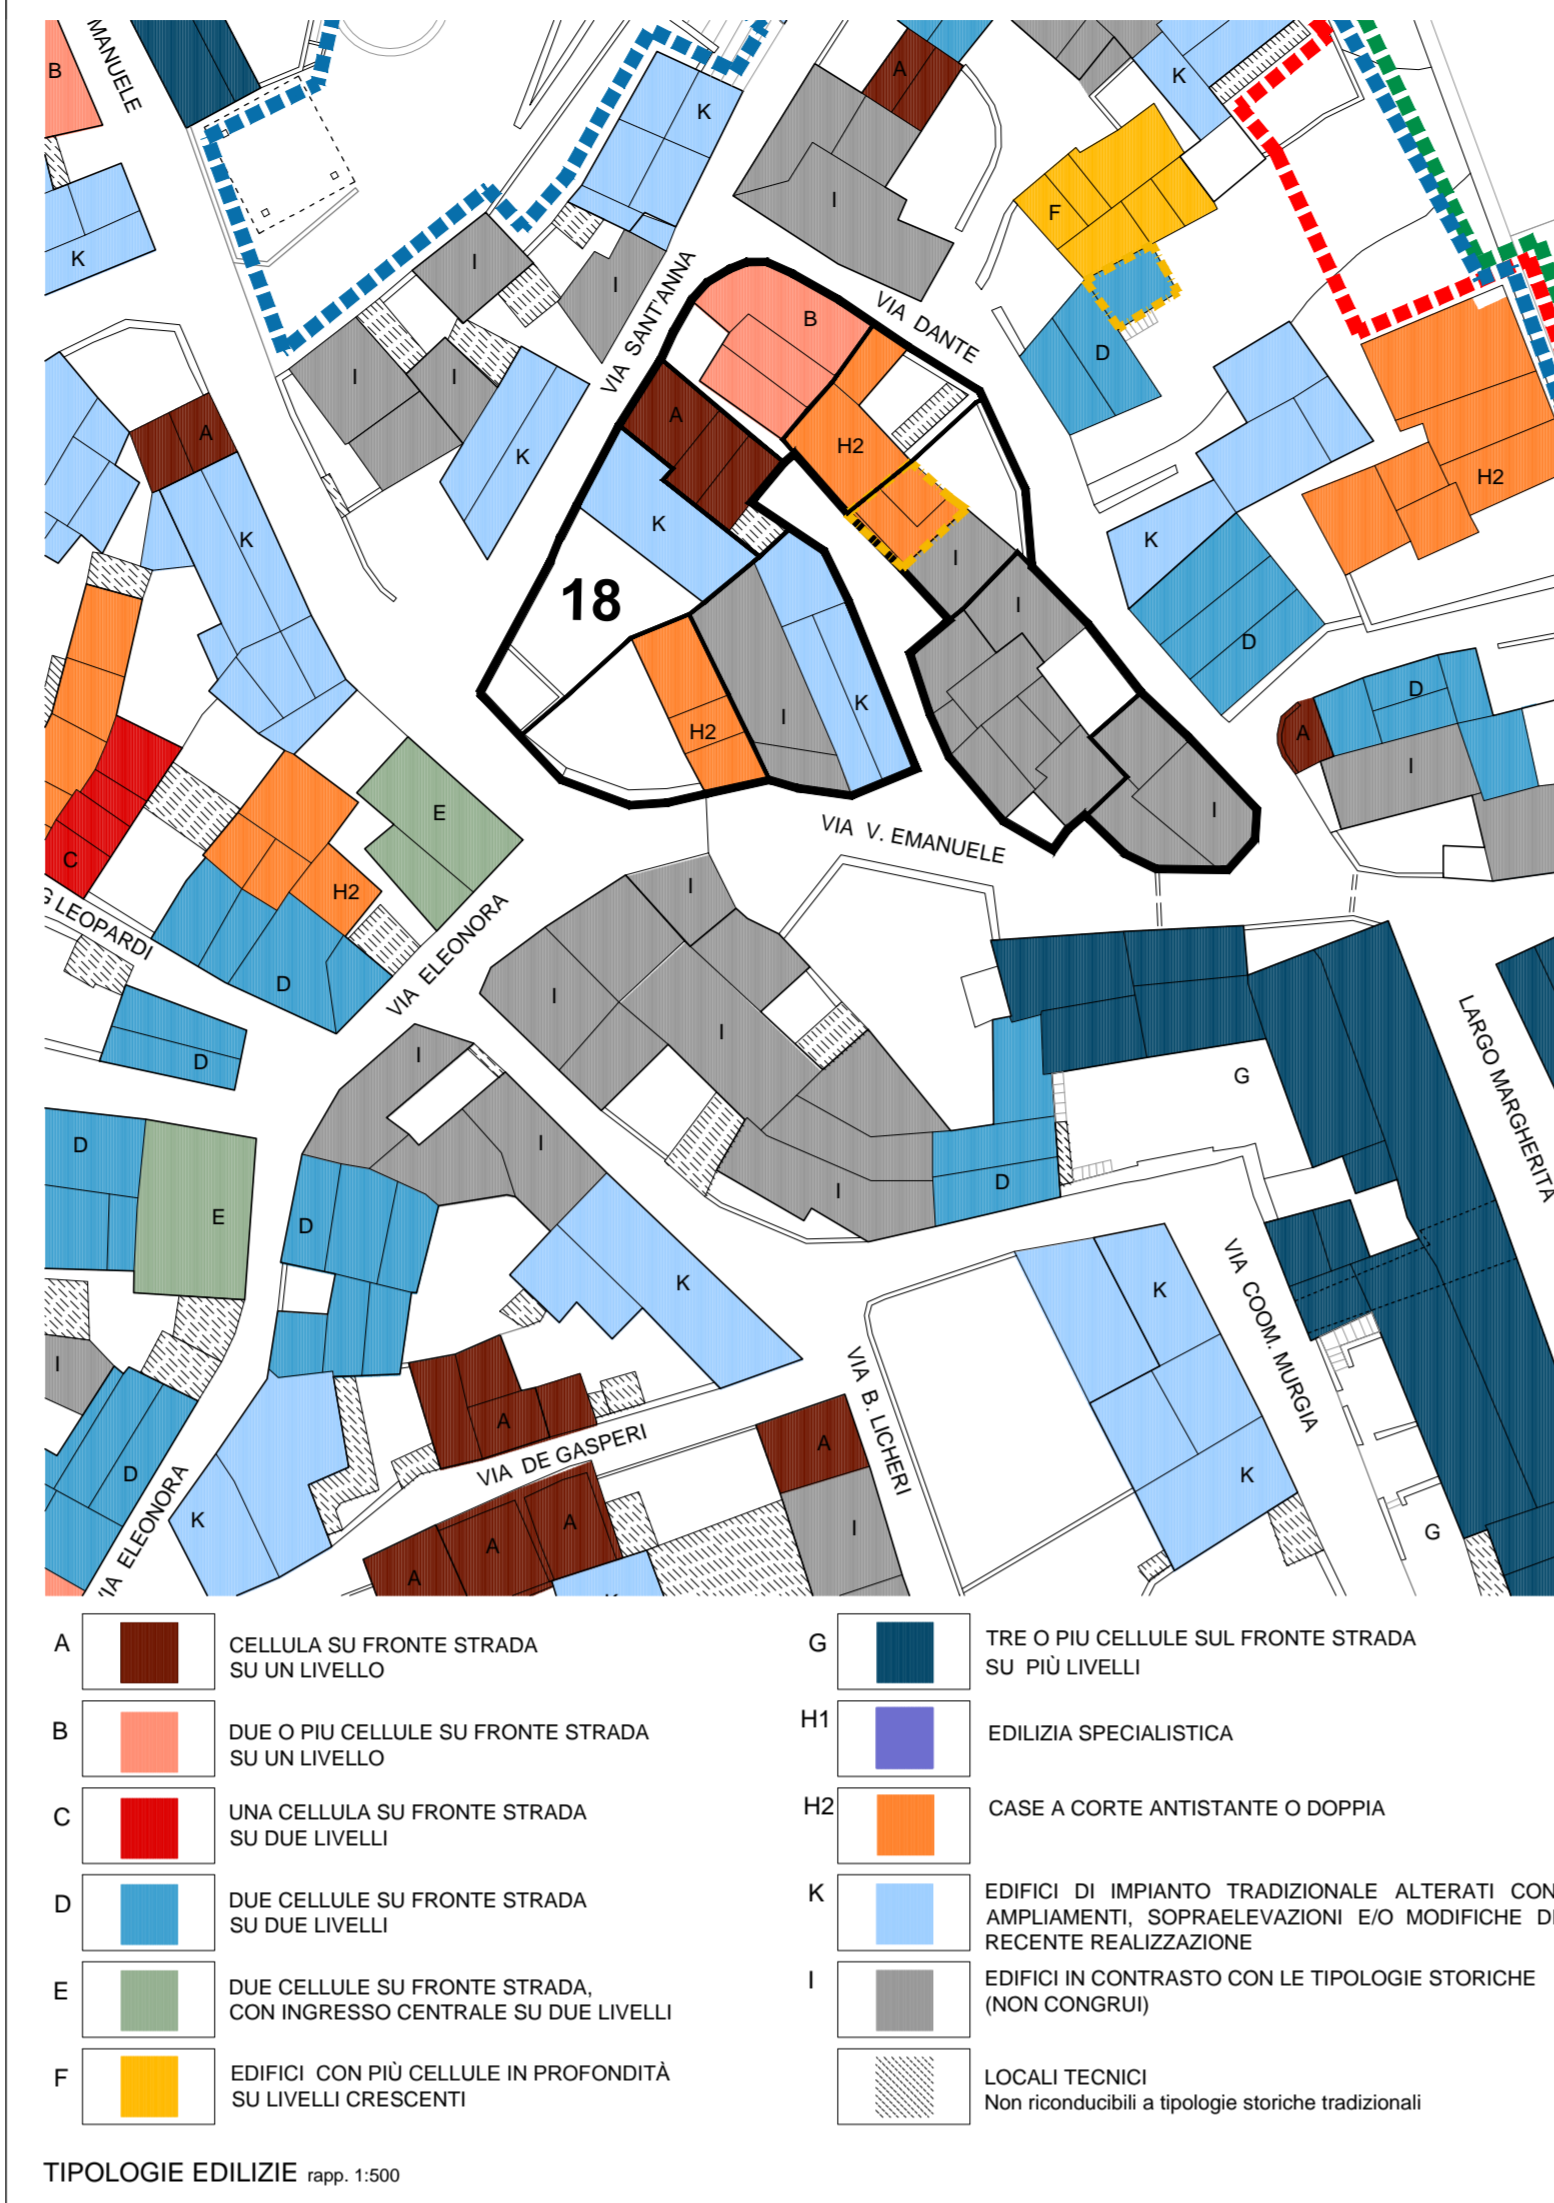 MANUELE
B
K
A
K
I
K
F
VIA SANT'ANNA
I
I
K
B
VIA DANTE
D
I
I
A
A
H2
K
H2
K
K
I
K
18
I
D
H2
I
K
D
A
I
E
I
C
H2
VIA V. EMANUELE
G LEOPARDI
VIA ELEONORA
I
D
I
I
D
I
LARGO MARGHERITA
G
D
I
D
I
E
D
K
VIA COOM. MURGIA
K
I
VIA B. LICHERI
A
VIA DE GASPERI
A
D
K
VIA ELEONORA
K
A
A
I
G
A
A
CELLULA SU FRONTE STRADA
SU UN LIVELLO
B
DUE O PIU CELLULE SU FRONTE STRADA
SU UN LIVELLO
C
UNA CELLULA SU FRONTE STRADA
SU DUE LIVELLI
D
DUE CELLULE SU FRONTE STRADA
SU DUE LIVELLI
E
DUE CELLULE SU FRONTE STRADA,
CON INGRESSO CENTRALE SU DUE LIVELLI
F
EDIFICI CON PIÙ CELLULE IN PROFONDITÀ
SU LIVELLI CRESCENTI
G
TRE O PIU CELLULE SUL FRONTE STRADA
SU PIÙ LIVELLI
H1
EDILIZIA SPECIALISTICA
H2
CASE A CORTE ANTISTANTE O DOPPIA
K
EDIFICI DI IMPIANTO TRADIZIONALE ALTERATI CON
AMPLIAMENTI, SOPRAELEVAZIONI E/O MODIFICHE DI
RECENTE REALIZZAZIONE
I
EDIFICI IN CONTRASTO CON LE TIPOLOGIE STORICHE
(NON CONGRUI)
LOCALI TECNICI
Non riconducibili a tipologie storiche tradizionali
TIPOLOGIE EDILIZIE rapp. 1:500